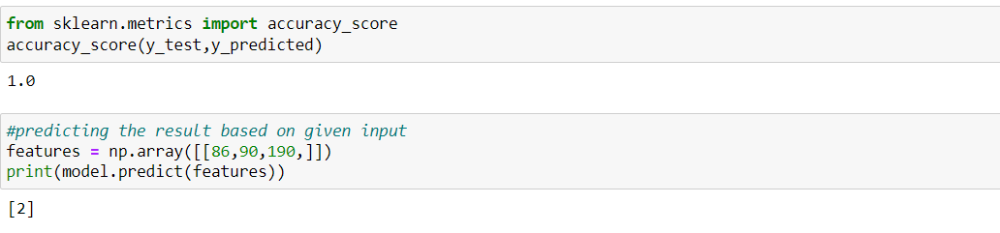 from sklearn.metrics import accuracy_score
accuracy_score(y_test,y_predicted)
1.0
#predicting the result based on given input
features = np.array([[86,90,190,]])
print(model.predict(features))
[2]